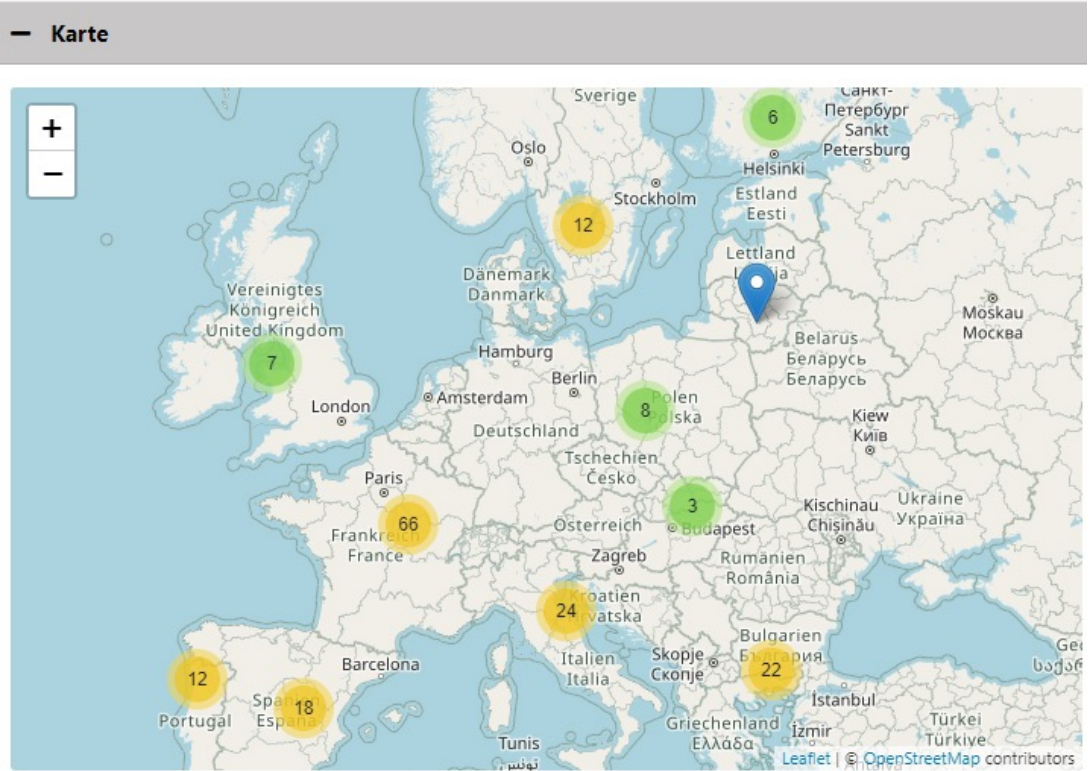 Karte
+
−
Sverige
6
Санкт-
Петербург
Sankt
Petersburg
Oslo
Helsinki
Stockholm
Estland
Eesti
12
Lettland
Dänemark
Danmark
Vereinigtes
Königreich
United Kingdom
Moskau
Москва
Belarus
Беларусь
Беларусь
Hamburg
7
Berlin
Amsterdam
London
8
Polen
Polska
Kiew
Київ
Deutschland
Tschechien
Česko
Paris
3
Kischinau
Chișinău
Ukraine
Україна
66
Frankreich
France
Österreich
Budapest
Zagreb
Rumänien
România
24
Kroatien
Hrvatska
Bulgarien
България
22
Skopje
Скопје
Barcelona
Italien
Italia
12
18
Spanien
España
Portugal
İstanbul
Griechenland
Ελλάδα
İzmir
Türkei
Türkiye
Tunis
تونس
Leaflet | © OpenStreetMap contributors